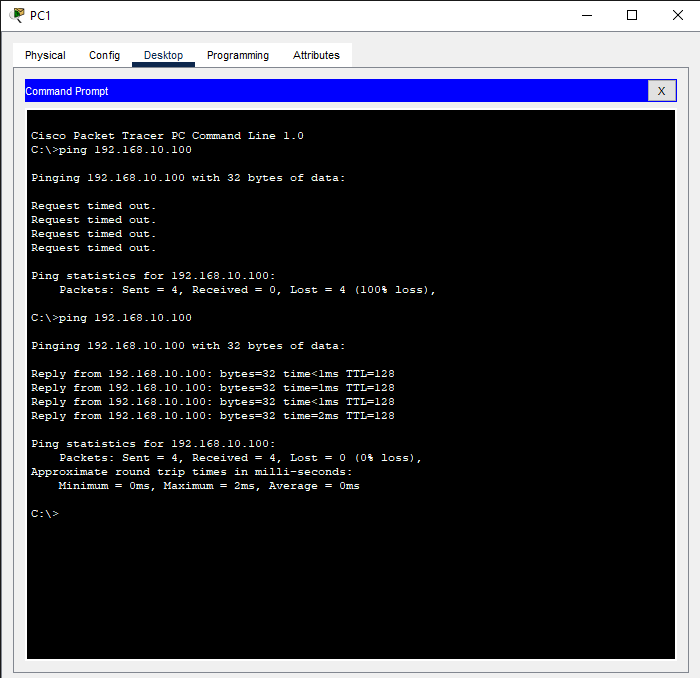 PC1
Physical Config Desktop Programming Attributes
Command Prompt
X
Cisco Packet Tracer PC Command Line 1.0
C:\>ping 192.168.10.100
Pinging 192.168.10.100 with 32 bytes of data:
Request timed out.
Request timed out.
Request timed out.
Request timed out.
Ping statistics for 192.168.10.100:
    Packets: Sent = 4, Received = 0, Lost = 4 (100% loss),
C:\>ping 192.168.10.100
Pinging 192.168.10.100 with 32 bytes of data:
Reply from 192.168.10.100: bytes=32 time<1ms TTL=128
Reply from 192.168.10.100: bytes=32 time=1ms TTL=128
Reply from 192.168.10.100: bytes=32 time<1ms TTL=128
Reply from 192.168.10.100: bytes=32 time=2ms TTL=128
Ping statistics for 192.168.10.100:
    Packets: Sent = 4, Received = 4, Lost = 0 (0% loss),
Approximate round trip times in milli-seconds:
    Minimum = 0ms, Maximum = 2ms, Average = 0ms
C:\>